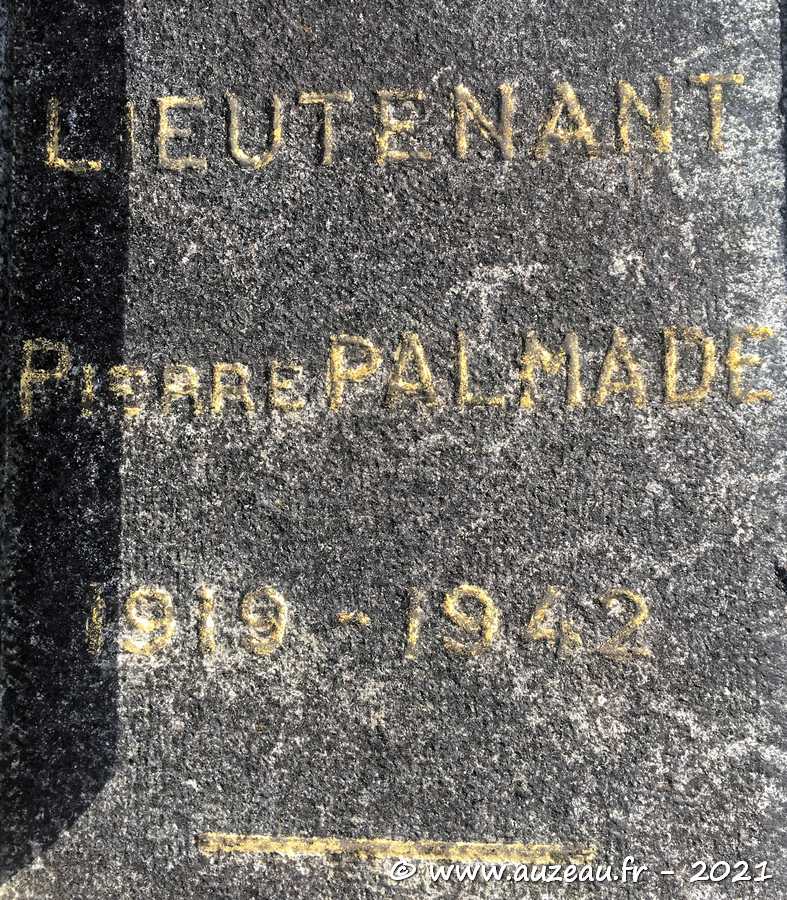 LIEUTENANT
PIERRE PALMADE
1919 - 1942
© www.auzeau.fr - 2021